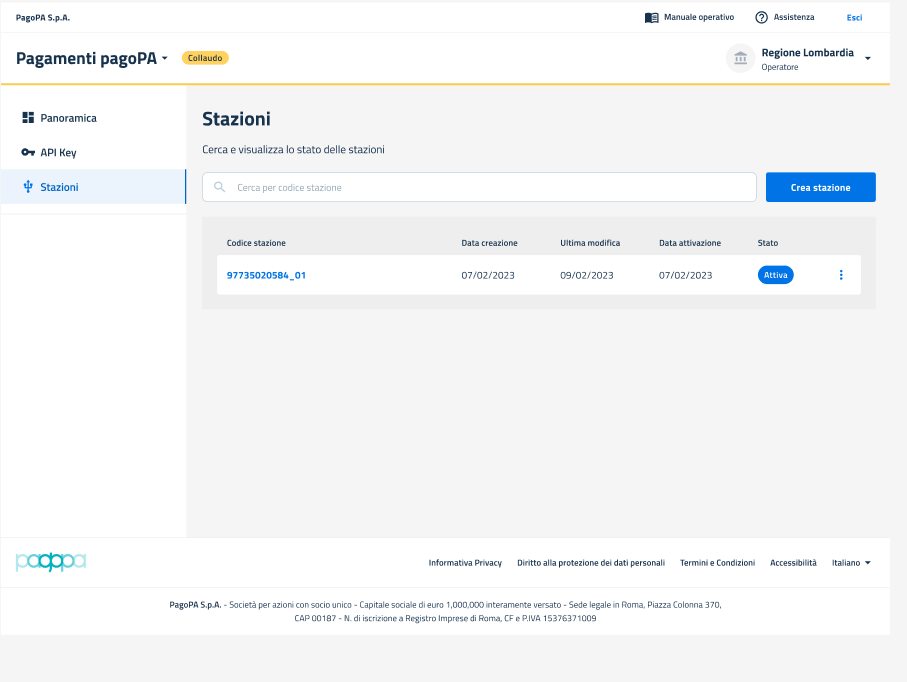 PagoPA S.p.A.
Manuale operativo
Assistenza
Esci
Pagamenti pagoPA
Collaudo
Regione Lombardia
Operatore
Panoramica
API Key
Stazioni
Stazioni
Cerca e visualizza lo stato delle stazioni
Cerca per codice stazione
Crea stazione
Codice stazione Data creazione Ultima modifica Data attivazione Stato
97735020584_01 07/02/2023 09/02/2023 07/02/2023 Attiva
pagopa
Informativa Privacy Diritto alla protezione dei dati personali Termini e Condizioni Accessibilità Italiano
PagoPA S.p.A. - Società per azioni con socio unico - Capitale sociale di euro 1,000,000 interamente versato - Sede legale in Roma, Piazza Colonna 370,
CAP 00187 - N. di iscrizione a Registro Imprese di Roma, CF e P.IVA 15376371009